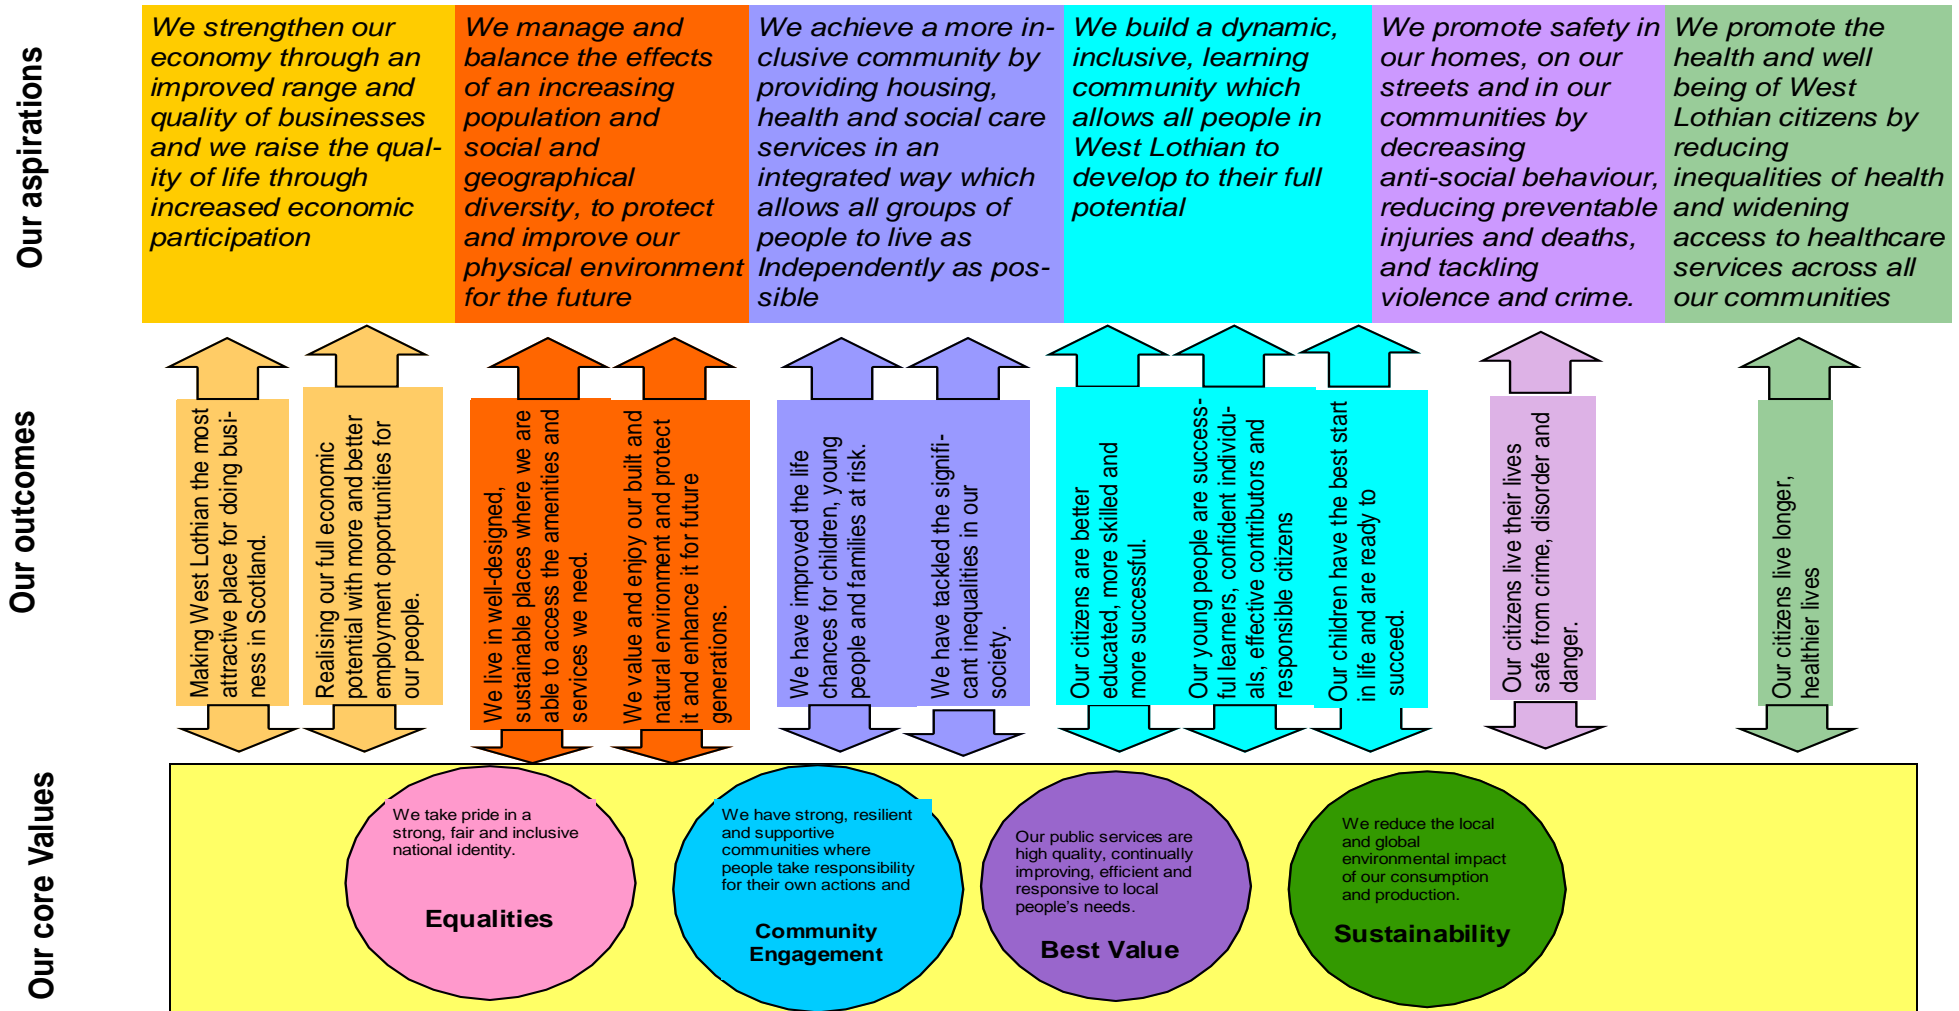 Our aspirations
We strengthen our
economy through an
improved range and
quality of businesses
and we raise the qual-
ity of life through
increased economic
participation
We manage and
balance the effects
of an increasing
population and
social and
geographical
diversity, to protect
and improve our
physical environment
for the future
We achieve a more in-
clusive community by
providing housing,
health and social care
services in an
integrated way which
allows all groups of
people to live as
Independently as pos-
sible
We build a dynamic,
inclusive, learning
community which
allows all people in
West Lothian to
develop to their full
potential
We promote safety in
our homes, on our
streets and in our
communities by
decreasing
anti-social behaviour,
reducing preventable
injuries and deaths,
and tackling
violence and crime.
We promote the
health and well
being of West
Lothian citizens by
reducing
inequalities of health
and widening
access to healthcare
services across all
our communities
Our outcomes
Making West Lothian the most
attractive place for doing busi-
ness in Scotland.
Realising our full economic
potential with more and better
employment opportunities for
our people.
We live in well-designed,
sustainable places where we are
able to access the amenities and
services we need.
We value and enjoy our built and
natural environment and protect
it and enhance it for future
generations.
We have improved the life
chances for children, young
people and families at risk.
We have tackled the signifi-
cant inequalities in our
society.
Our citizens are better
educated, more skilled and
more successful.
Our young people are success-
ful learners, confident individu-
als, effective contributors and
responsible citizens
Our children have the best start
in life and are ready to
succeed.
Our citizens live their lives
safe from crime, disorder and
danger.
Our citizens live longer,
healthier lives
Our core Values
We take pride in a
strong, fair and inclusive
national identity.
Equalities
We have strong, resilient
and supportive
communities where
people take responsibility
for their own actions and
Community
Engagement
Our public services are
high quality, continually
improving, efficient and
responsive to local
people's needs.
Best Value
We reduce the local
and global
environmental impact
of our consumption
and production.
Sustainability